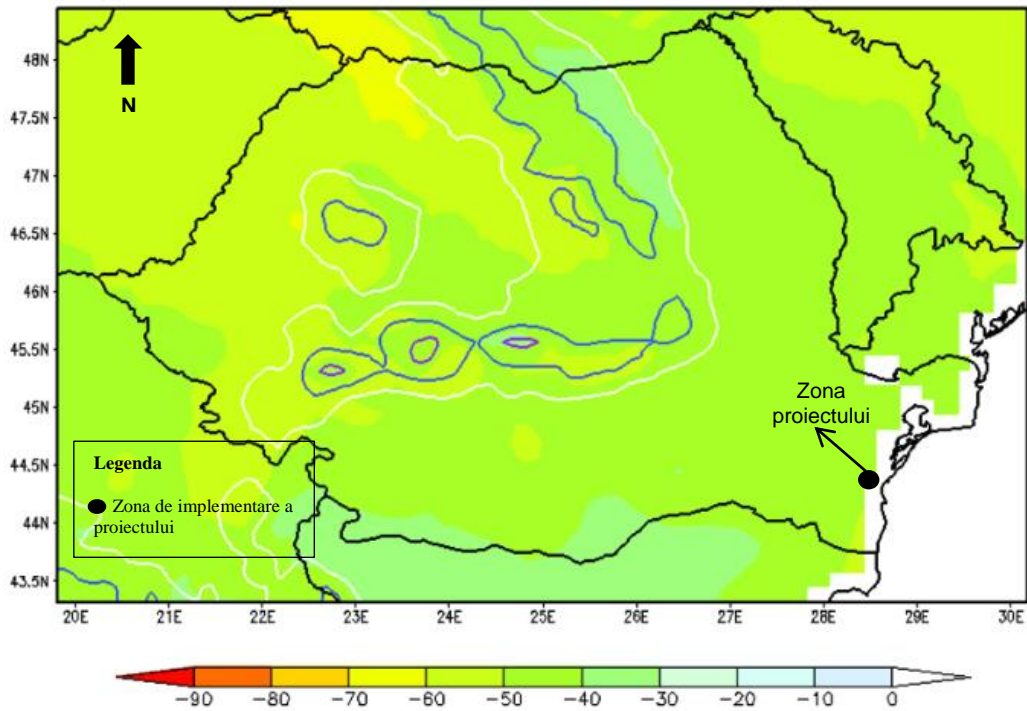 48N
47.5N
47N
46.5N
46N
45.5N
45N
44.5N
44N
43.5N
N
Zona
proiectului
Legenda
Zona de implementare a
proiectului
20E 21E 22E 23E 24E 25E 26E 27E 28E 29E 30E
−90 −80 −70 −60 −50 −40 −30 −20 −10 0